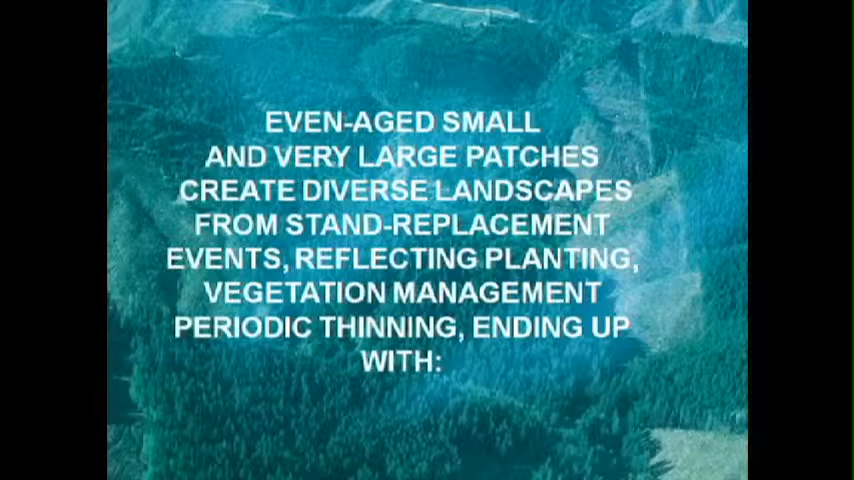 EVEN-AGED SMALL
AND VERY LARGE PATCHES
CREATE DIVERSE LANDSCAPES
FROM STAND-REPLACEMENT
EVENTS, REFLECTING PLANTING,
VEGETATION MANAGEMENT
PERIODIC THINNING, ENDING UP
WITH: